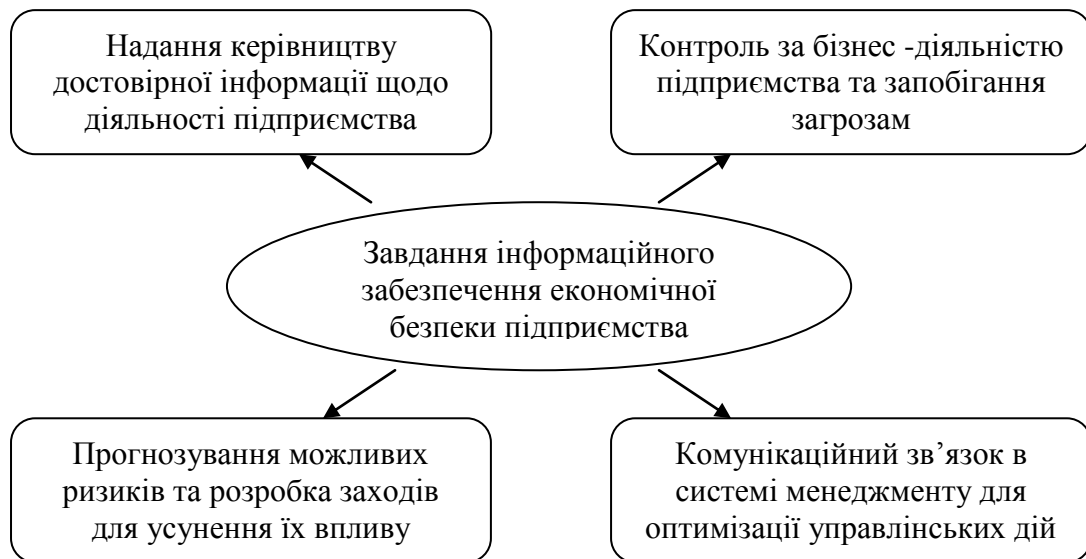 Надання керівництву
достовірної інформації щодо
діяльності підприємства
Контроль за бізнес -діяльністю
підприємства та запобігання
загрозам
Завдання інформаційного
забезпечення економічної
безпеки підприємства
Прогнозування можливих
ризиків та розробка заходів
для усунення їх впливу
Комунікаційний зв’язок в
системі менеджменту для
оптимізації управлінських дій